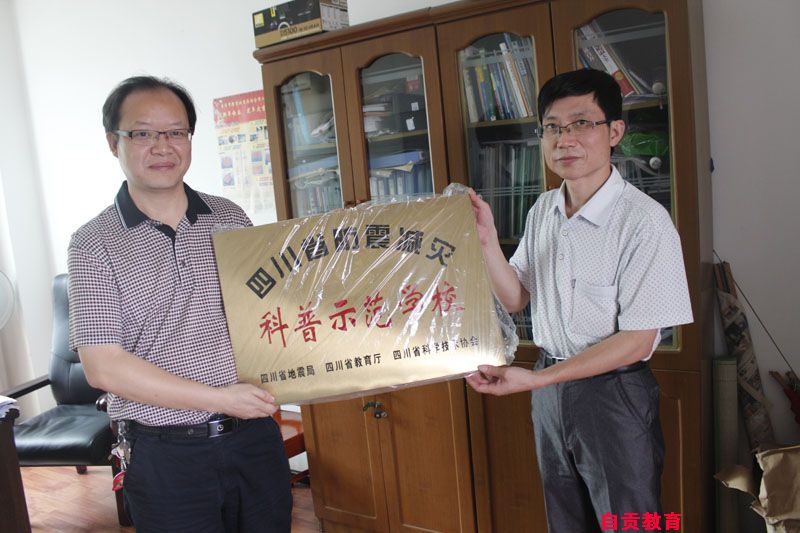 四川省防震减灾
科普示范学校
四川省地震局 四川省教育厅 四川省科学技术协会
自贡教育